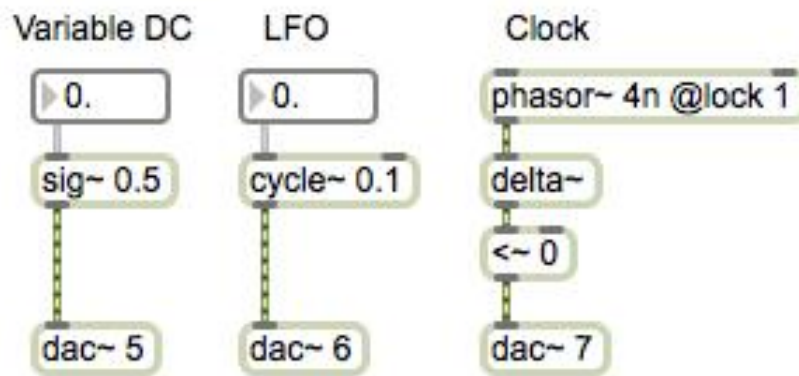 Variable DC LFO Clock
0. 0. phasor~ 4n @lock 1
sig~ 0.5 cycle~ 0.1 delta~
<~ 0
dac~ 5 dac~ 6 dac~ 7